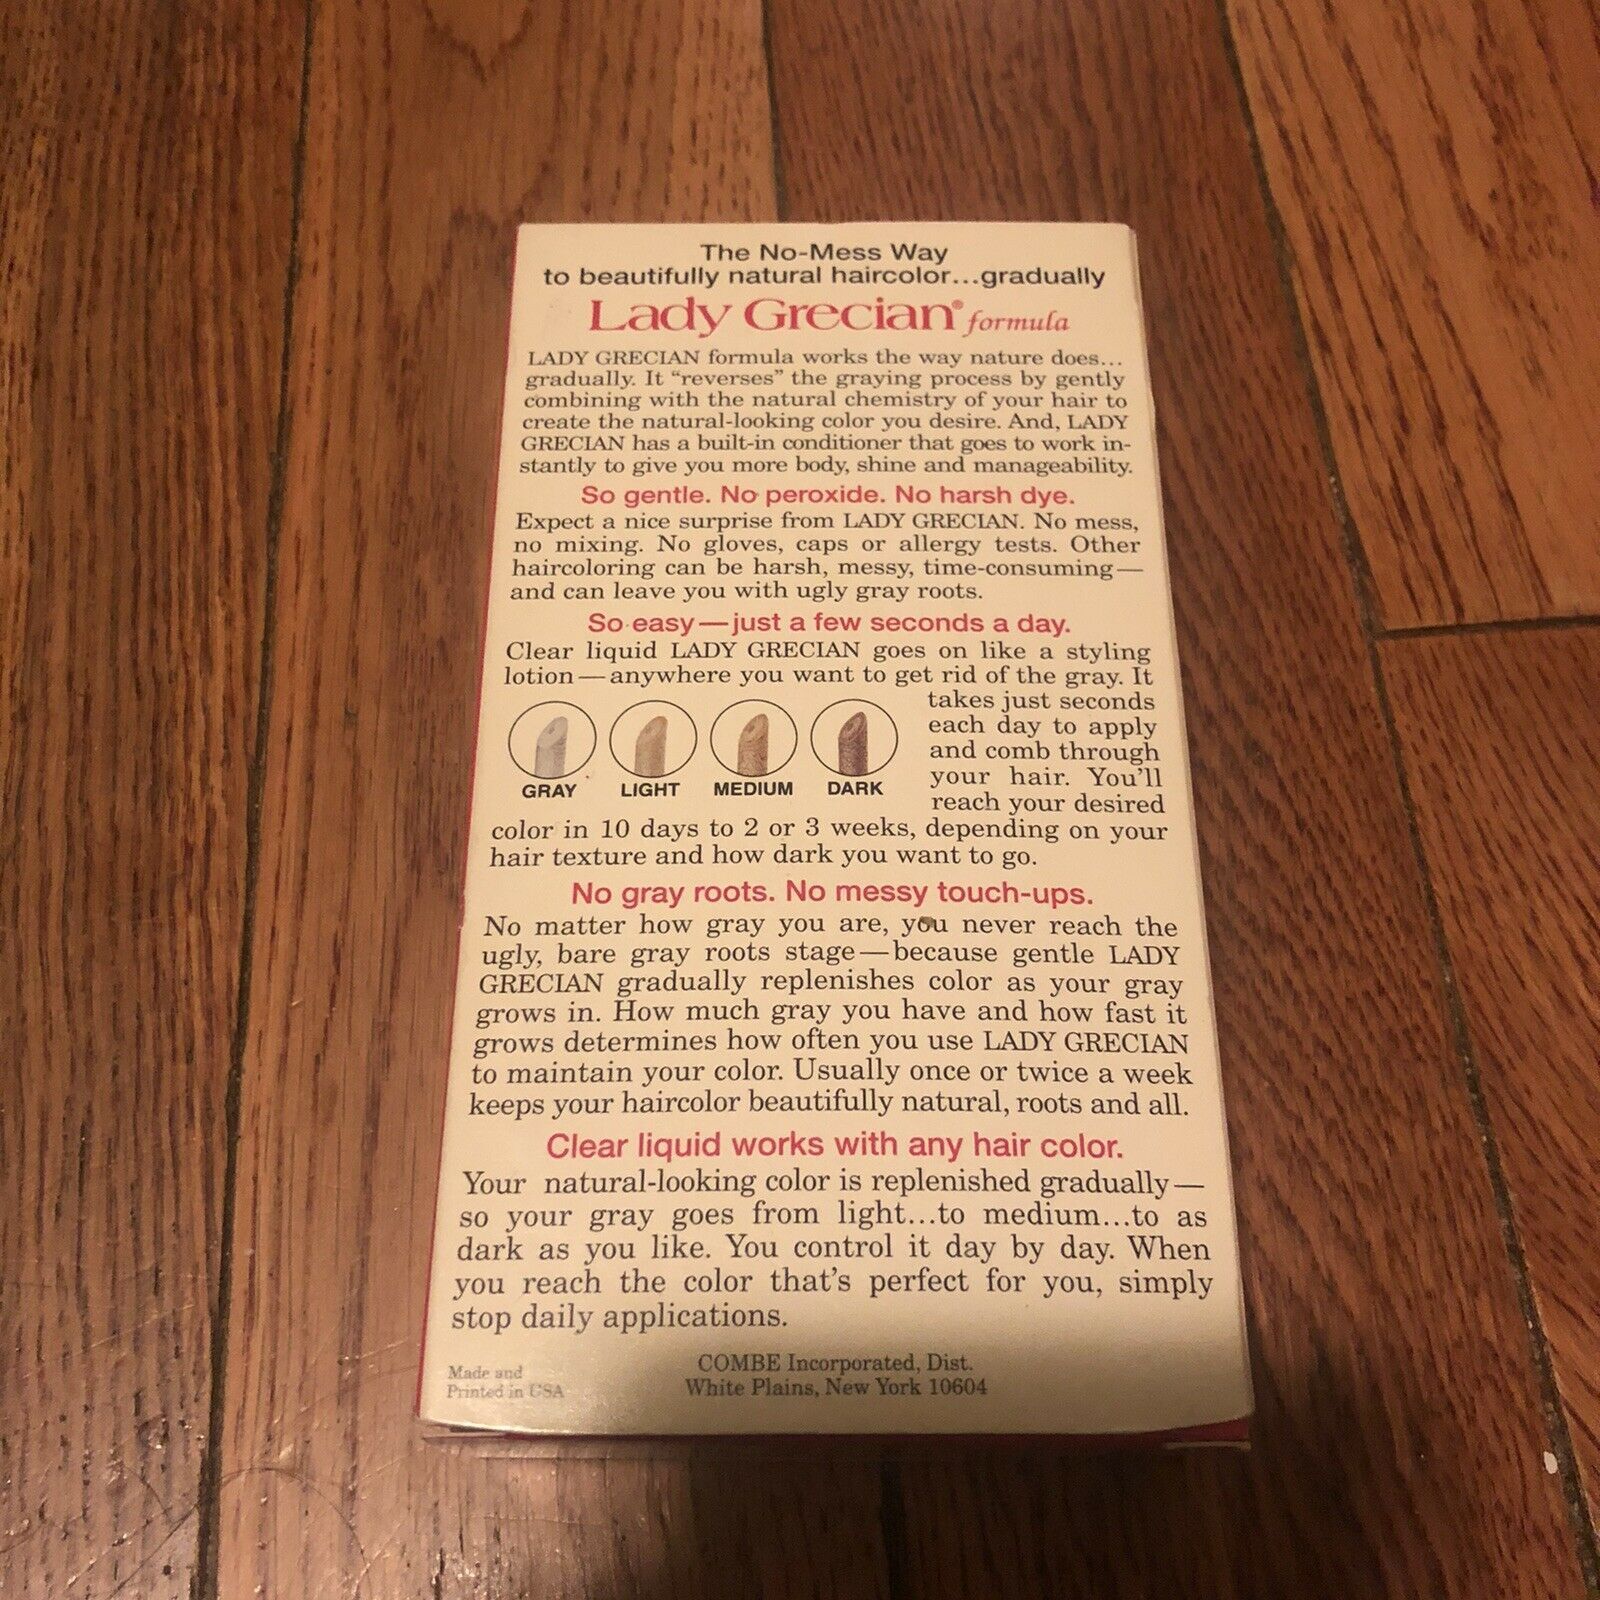 The No-Mess Way
to beautifully natural haircolor...gradually
Lady Grecian® formula
LADY GRECIAN formula works the way nature does...
gradually. It "reverses" the graying process by gently
combining with the natural chemistry of your hair to
create the natural-looking color you desire. And, LADY
GRECIAN has a built-in conditioner that goes to work in-
stantly to give you more body, shine and manageability.
So gentle. No peroxide. No harsh dye.
Expect a nice surprise from LADY GRECIAN. No mess,
no mixing. No gloves, caps or allergy tests. Other
haircoloring can be harsh, messy, time-consuming—
and can leave you with ugly gray roots.
So easy—just a few seconds a day.
Clear liquid LADY GRECIAN goes on like a styling
lotion—anywhere you want to get rid of the gray. It
takes just seconds
each day to apply
and comb through
your hair. You'll
reach your desired
GRAY LIGHT MEDIUM DARK
color in 10 days to 2 or 3 weeks, depending on your
hair texture and how dark you want to go.
No gray roots. No messy touch-ups.
No matter how gray you are, you never reach the
ugly, bare gray roots stage—because gentle LADY
GRECIAN gradually replenishes color as your gray
grows in. How much gray you have and how fast it
grows determines how often you use LADY GRECIAN
to maintain your color. Usually once or twice a week
keeps your haircolor beautifully natural, roots and all.
Clear liquid works with any hair color.
Your natural-looking color is replenished gradually—
so your gray goes from light...to medium...to as
dark as you like. You control it day by day. When
you reach the color that's perfect for you, simply
stop daily applications.
Made and
Printed in USA
COMBE Incorporated, Dist.
White Plains, New York 10604